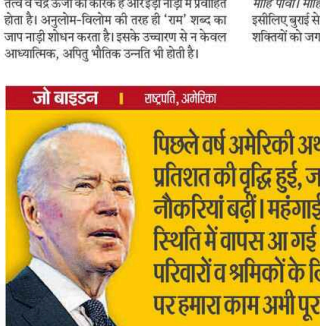 तत्व व चंद्र ऊर्जा का कारक है और इड़ा नाड़ी में प्रवाहित
होता है। अनुलोम-विलोम की तरह ही 'राम' शब्द का
जाप नाड़ी शोधन करता है। इसके उच्चारण से न केवल
आध्यात्मिक, अपितु भौतिक उन्नति भी होती है।
माहि पावा। माहि
इसीलिए बुराई से
शक्तियों को जग
जो बाइडन | राष्ट्रपति, अमेरिका
पिछले वर्ष अमेरिकी अथ
प्रतिशत की वृद्धि हुई, ज
नौकरियां बढ़ीं। महंगाई
स्थिति में वापस आ गई
परिवारों व श्रमिकों के लि
पर हमारा काम अभी पूर